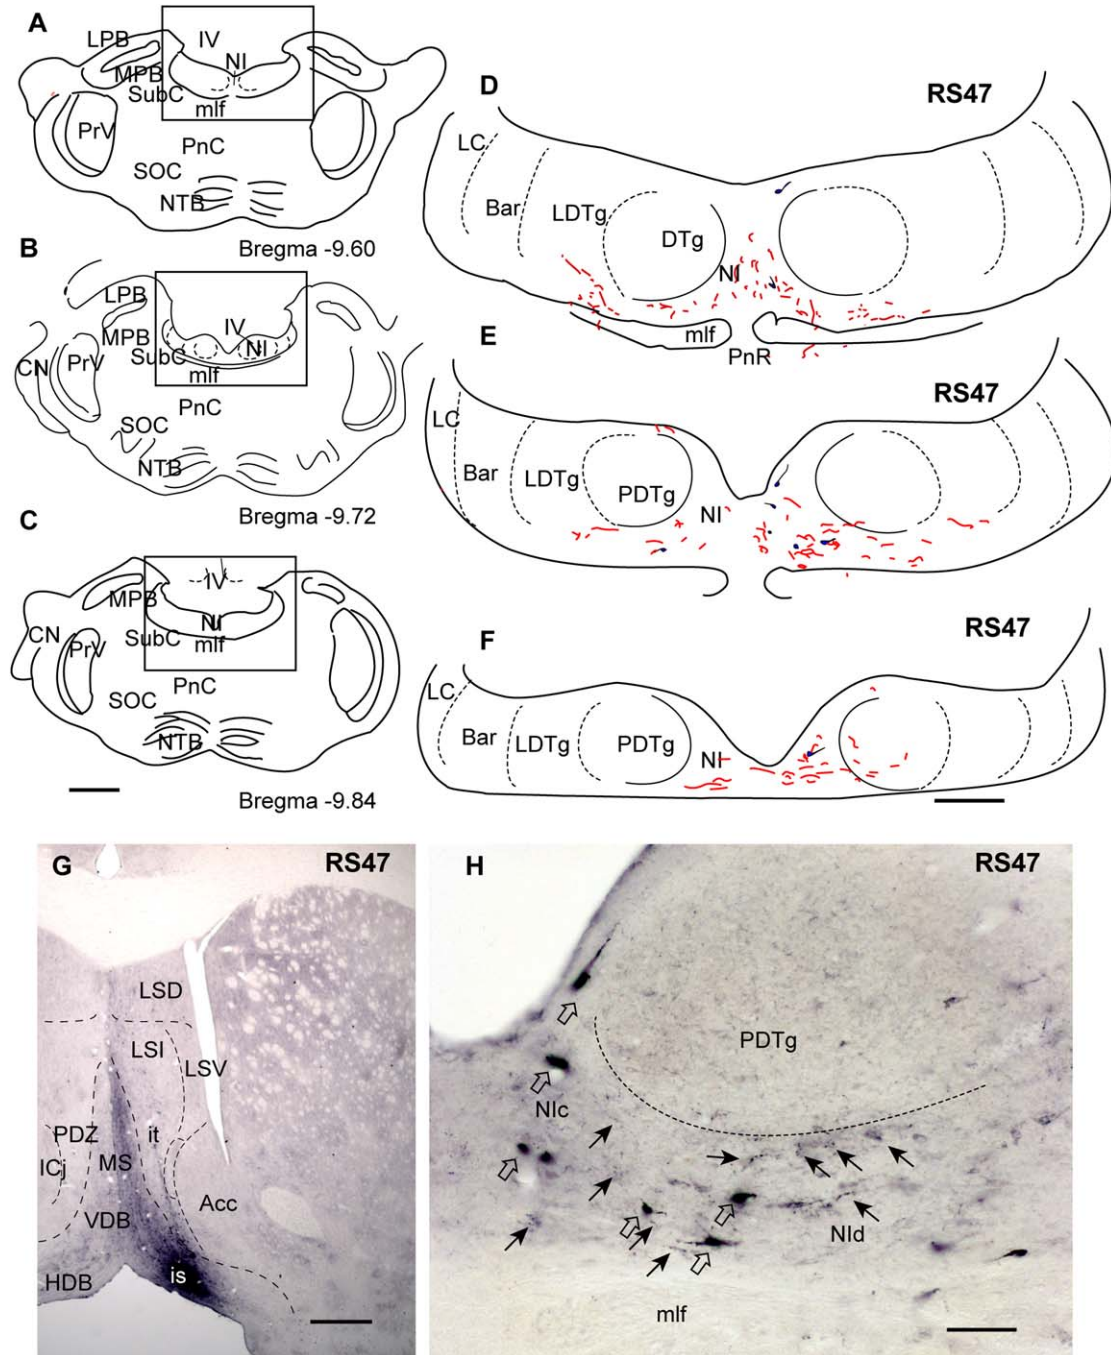 A
LPB
IV
NI
MPB
SubC
mlf
PrV
PnC
SOC
NTB
Bregma -9.60
B
LPB
IV
MPB
NI
SubC
CN
PrV
mlf
PnC
SOC
NTB
Bregma -9.72
C
IV
MPB
NI
CN
SubC
mlf
PrV
PnC
SOC
NTB
Bregma -9.84
D
RS47
LC
Bar
LDTg
DTg
NI
mlf
PnR
E
RS47
LC
Bar
LDTg
PDTg
NI
F
RS47
LC
Bar
LDTg
PDTg
NI
G
RS47
LSD
LSI
LSV
PDZ
it
ICj
MS
Acc
VDB
HDB
is
H
RS47
PDTg
NIc
NId
mlf